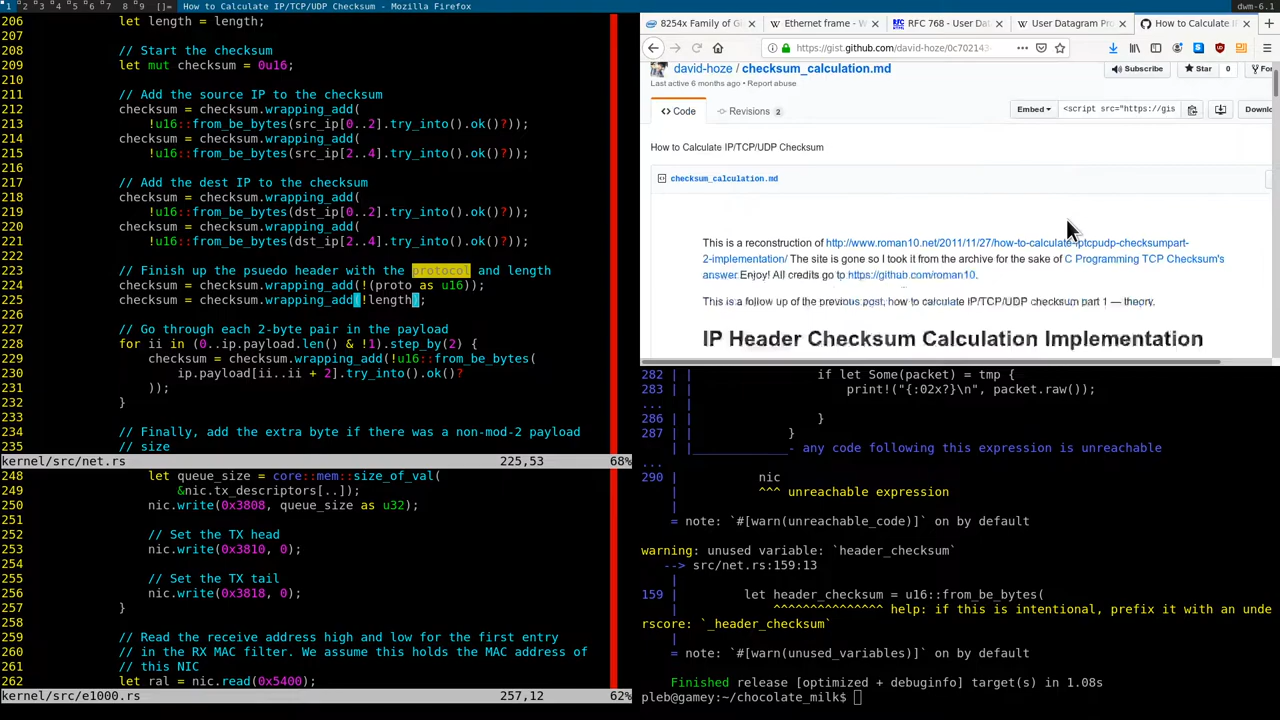 1 2 3 4 5 6 7 8 9 []= How to Calculate IP/TCP/UDP Checksum - Mozilla Firefox dwm-6.1
206 let length = length;
207
208 // Start the checksum
209 let mut checksum = 0u16;
210
211 // Add the source IP to the checksum
212 checksum = checksum.wrapping_add(
213 !u16::from_be_bytes(src_ip[0..2].try_into().ok()?));
214 checksum = checksum.wrapping_add(
215 !u16::from_be_bytes(src_ip[2..4].try_into().ok()?));
216
217 // Add the dest IP to the checksum
218 checksum = checksum.wrapping_add(
219 !u16::from_be_bytes(dst_ip[0..2].try_into().ok()?));
220 checksum = checksum.wrapping_add(
221 !u16::from_be_bytes(dst_ip[2..4].try_into().ok()?));
222
223 // Finish up the psuedo header with the protocol and length
224 checksum = checksum.wrapping_add(!(proto as u16));
225 checksum = checksum.wrapping_add(!length);
226
227 // Go through each 2-byte pair in the payload
228 for ii in (0..ip.payload.len() & !1).step_by(2) {
229 checksum = checksum.wrapping_add(!u16::from_be_bytes(
230 ip.payload[ii..ii + 2].try_into().ok()?
231 ));
232 }
233
234 // Finally, add the extra byte if there was a non-mod-2 payload
235 // size
kernel/src/net.rs 225,53 68%
248 let queue_size = core::mem::size_of_val(
249 &nic.tx_descriptors[..]);
250 nic.write(0x3808, queue_size as u32);
251
252 // Set the TX head
253 nic.write(0x3810, 0);
254
255 // Set the TX tail
256 nic.write(0x3818, 0);
257 }
258
259 // Read the receive address high and low for the first entry
260 // in the RX MAC filter. We assume this holds the MAC address of
261 // this NIC
262 let ral = nic.read(0x5400);
kernel/src/e1000.rs 257,12 62%
8254x Family of Gi Ethernet frame - W RFC 768 - User Dat User Datagram Pro How to Calculate I
https://gist.github.com/david-hoze/0c702143
david-hoze / checksum_calculation.md
Subscribe Star 0 For
Last active 6 months ago • Report abuse
Code Revisions 2 Embed <script src="https://gis Downlo
How to Calculate IP/TCP/UDP Checksum
checksum_calculation.md
This is a reconstruction of http://www.roman10.net/2011/11/27/how-to-calculate-iptcpudp-checksumpart-
2-implementation/ The site is gone so I took it from the archive for the sake of C Programming TCP Checksum's
answer. Enjoy! All credits go to https://github.com/roman10.
This is a follow up of the previous post, how to calculate IP/TCP/UDP checksum part 1 — theory.
IP Header Checksum Calculation Implementation
282 | | if let Some(packet) = tmp {
283 | | print!("{:02x?}\n", packet.raw());
... |
286 | | }
287 | | }
| |____________- any code following this expression is unreachable
...
290 | nic
| ^^^ unreachable expression
|
= note: `#[warn(unreachable_code)]` on by default
warning: unused variable: `header_checksum`
--> src/net.rs:159:13
|
159 | let header_checksum = u16::from_be_bytes(
| ^^^^^^^^^^^^^^^ help: if this is intentional, prefix it with an unde
rscore: `_header_checksum`
|
= note: `#[warn(unused_variables)]` on by default
Finished release [optimized + debuginfo] target(s) in 1.08s
pleb@gamey:~/chocolate_milk$